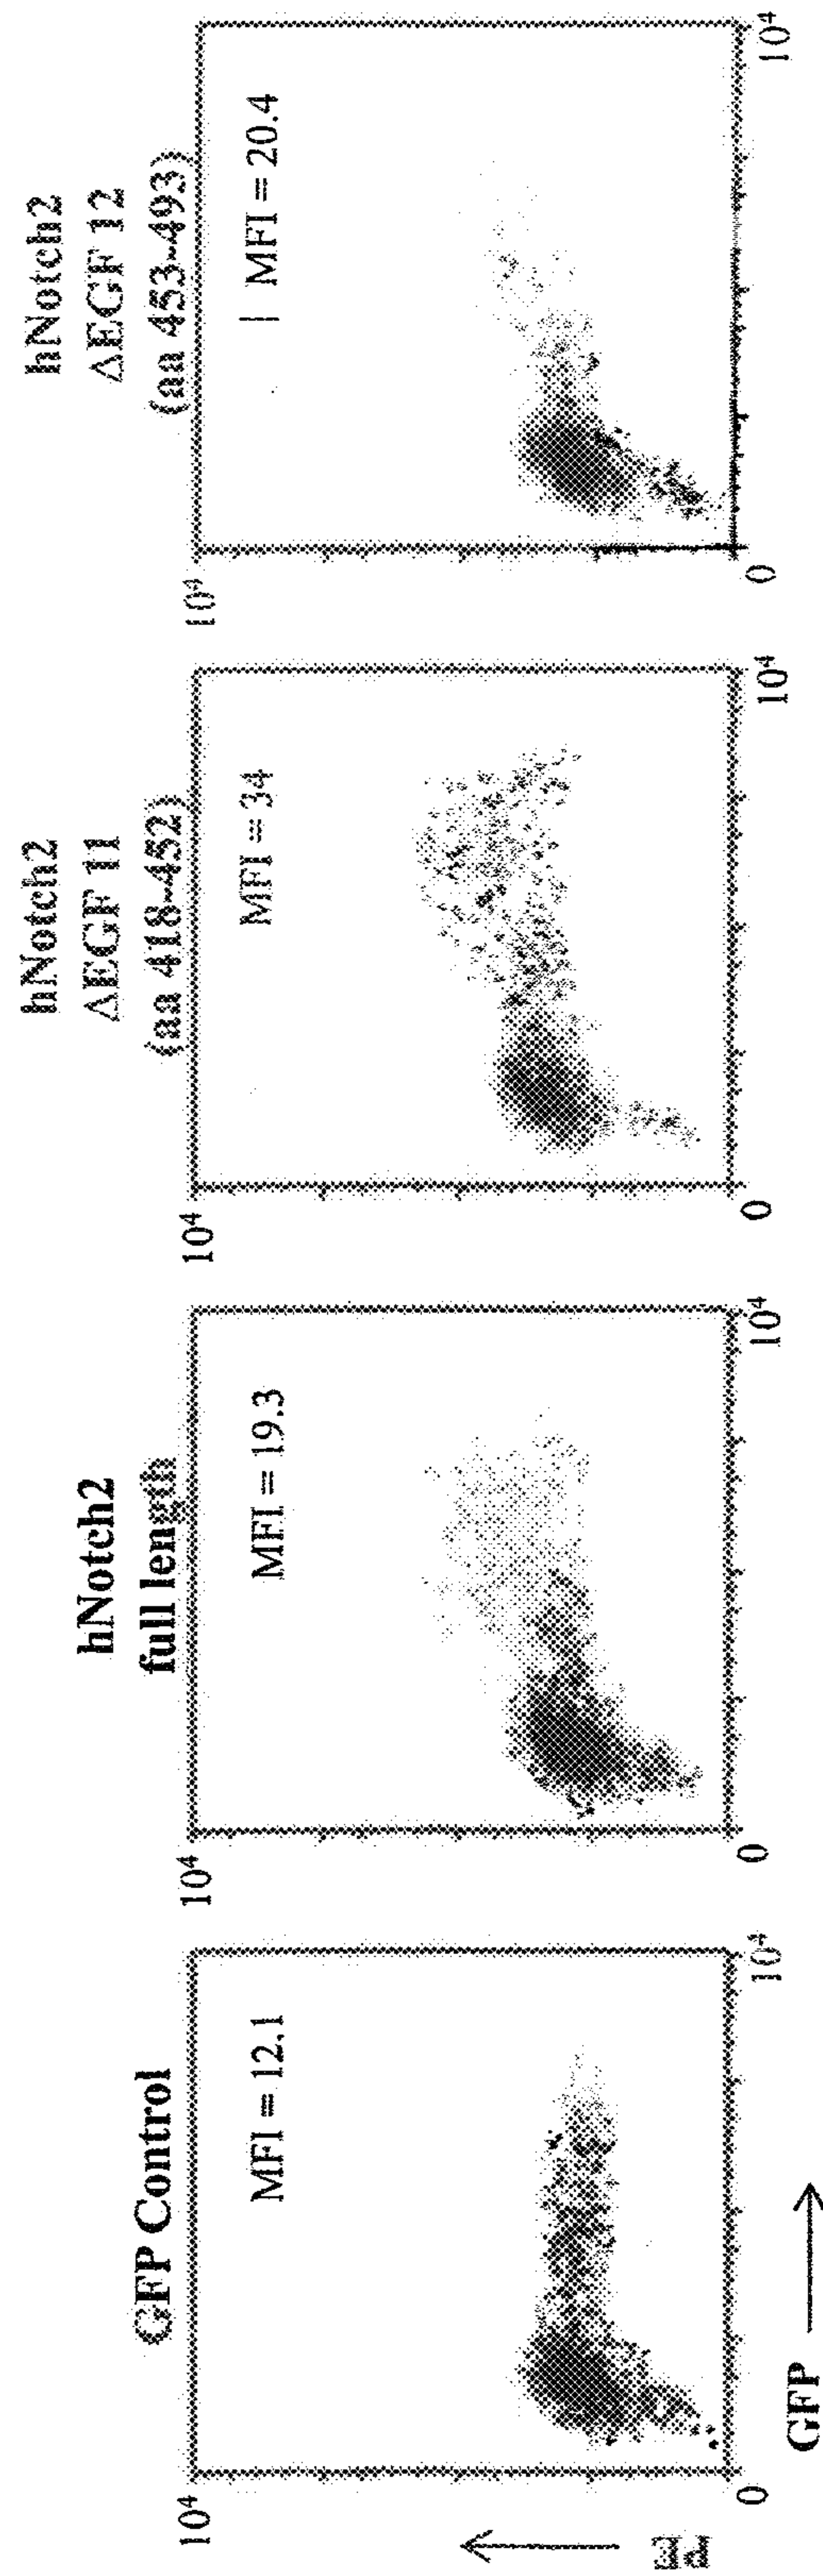 GFP Control
10⁴
MFI = 12.1
PE
0
10⁴
GFP
hNotch2
full length
10⁴
MFI = 19.3
0
10⁴
hNotch2
ΔEGF 11
(aa 418-452)
10⁴
MFI = 34
0
10⁴
hNotch2
ΔEGF 12
(aa 453-493)
10⁴
| MFI = 20.4
0
10⁴